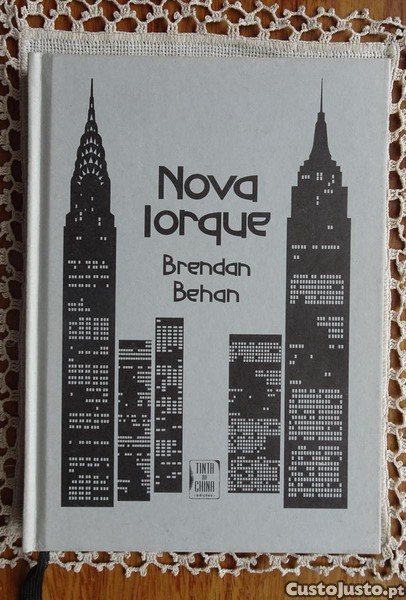 Nova
Iorque
Brendan
Behan
TINTA
DA
CHINA
CustoJusto.pt